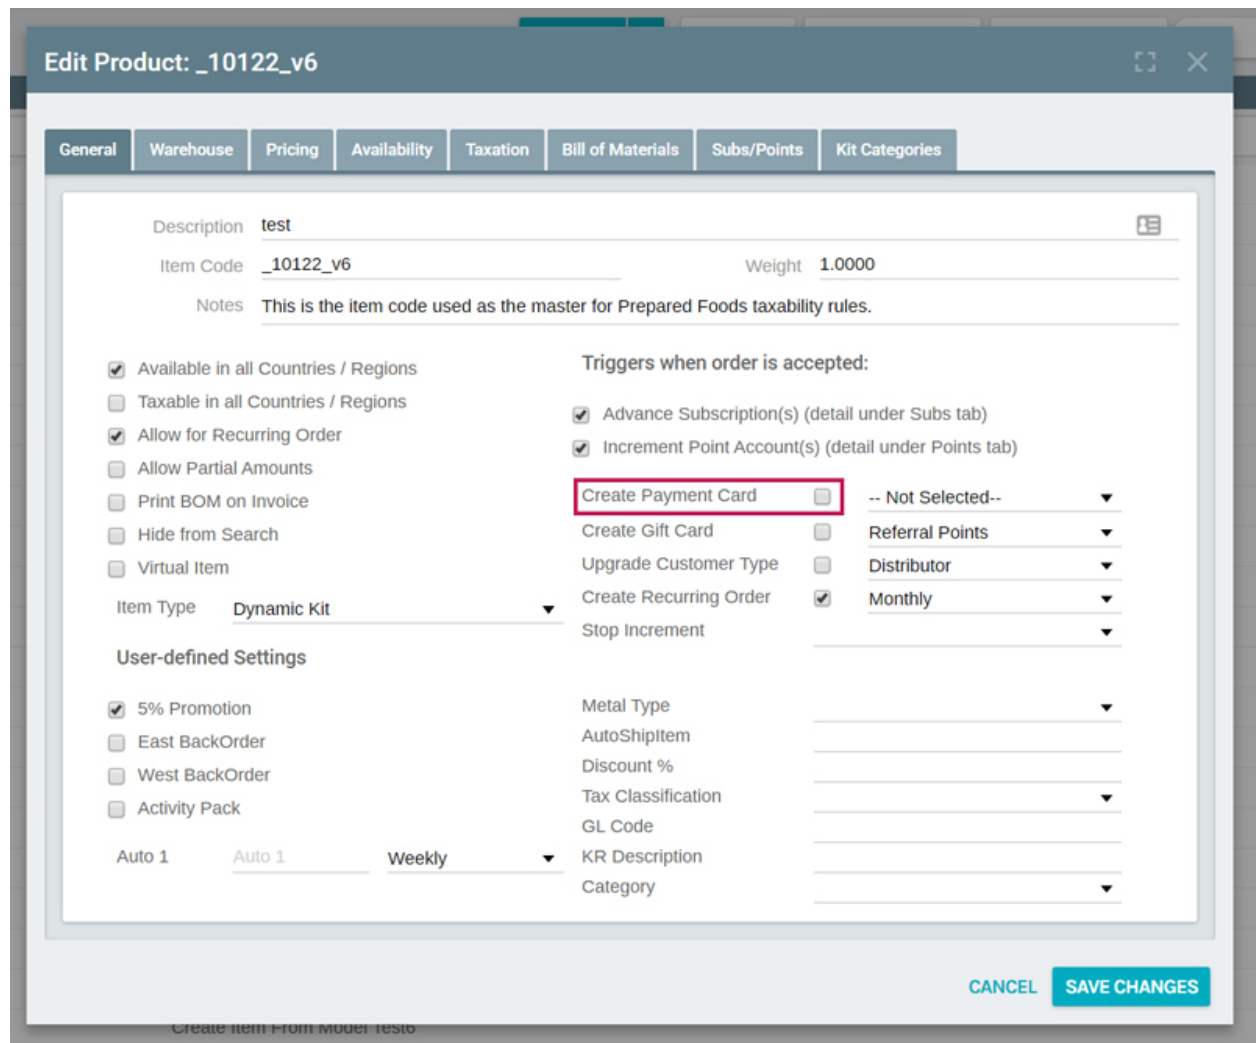 Edit Product: _10122_v6
General Warehouse Pricing Availability Taxation Bill of Materials Subs/Points Kit Categories
Description test
Item Code _10122_v6 Weight 1.0000
Notes This is the item code used as the master for Prepared Foods taxability rules.
Available in all Countries / Regions
Taxable in all Countries / Regions
Allow for Recurring Order
Allow Partial Amounts
Print BOM on Invoice
Hide from Search
Virtual Item
Item Type Dynamic Kit
Triggers when order is accepted:
Advance Subscription(s) (detail under Subs tab)
Increment Point Account(s) (detail under Points tab)
Create Payment Card -- Not Selected--
Create Gift Card Referral Points
Upgrade Customer Type Distributor
Create Recurring Order Monthly
Stop Increment
User-defined Settings
5% Promotion
East BackOrder
West BackOrder
Activity Pack
Auto 1 Auto 1 Weekly
Metal Type
AutoShipItem
Discount %
Tax Classification
GL Code
KR Description
Category
CANCEL SAVE CHANGES
Create Item From Model Test6